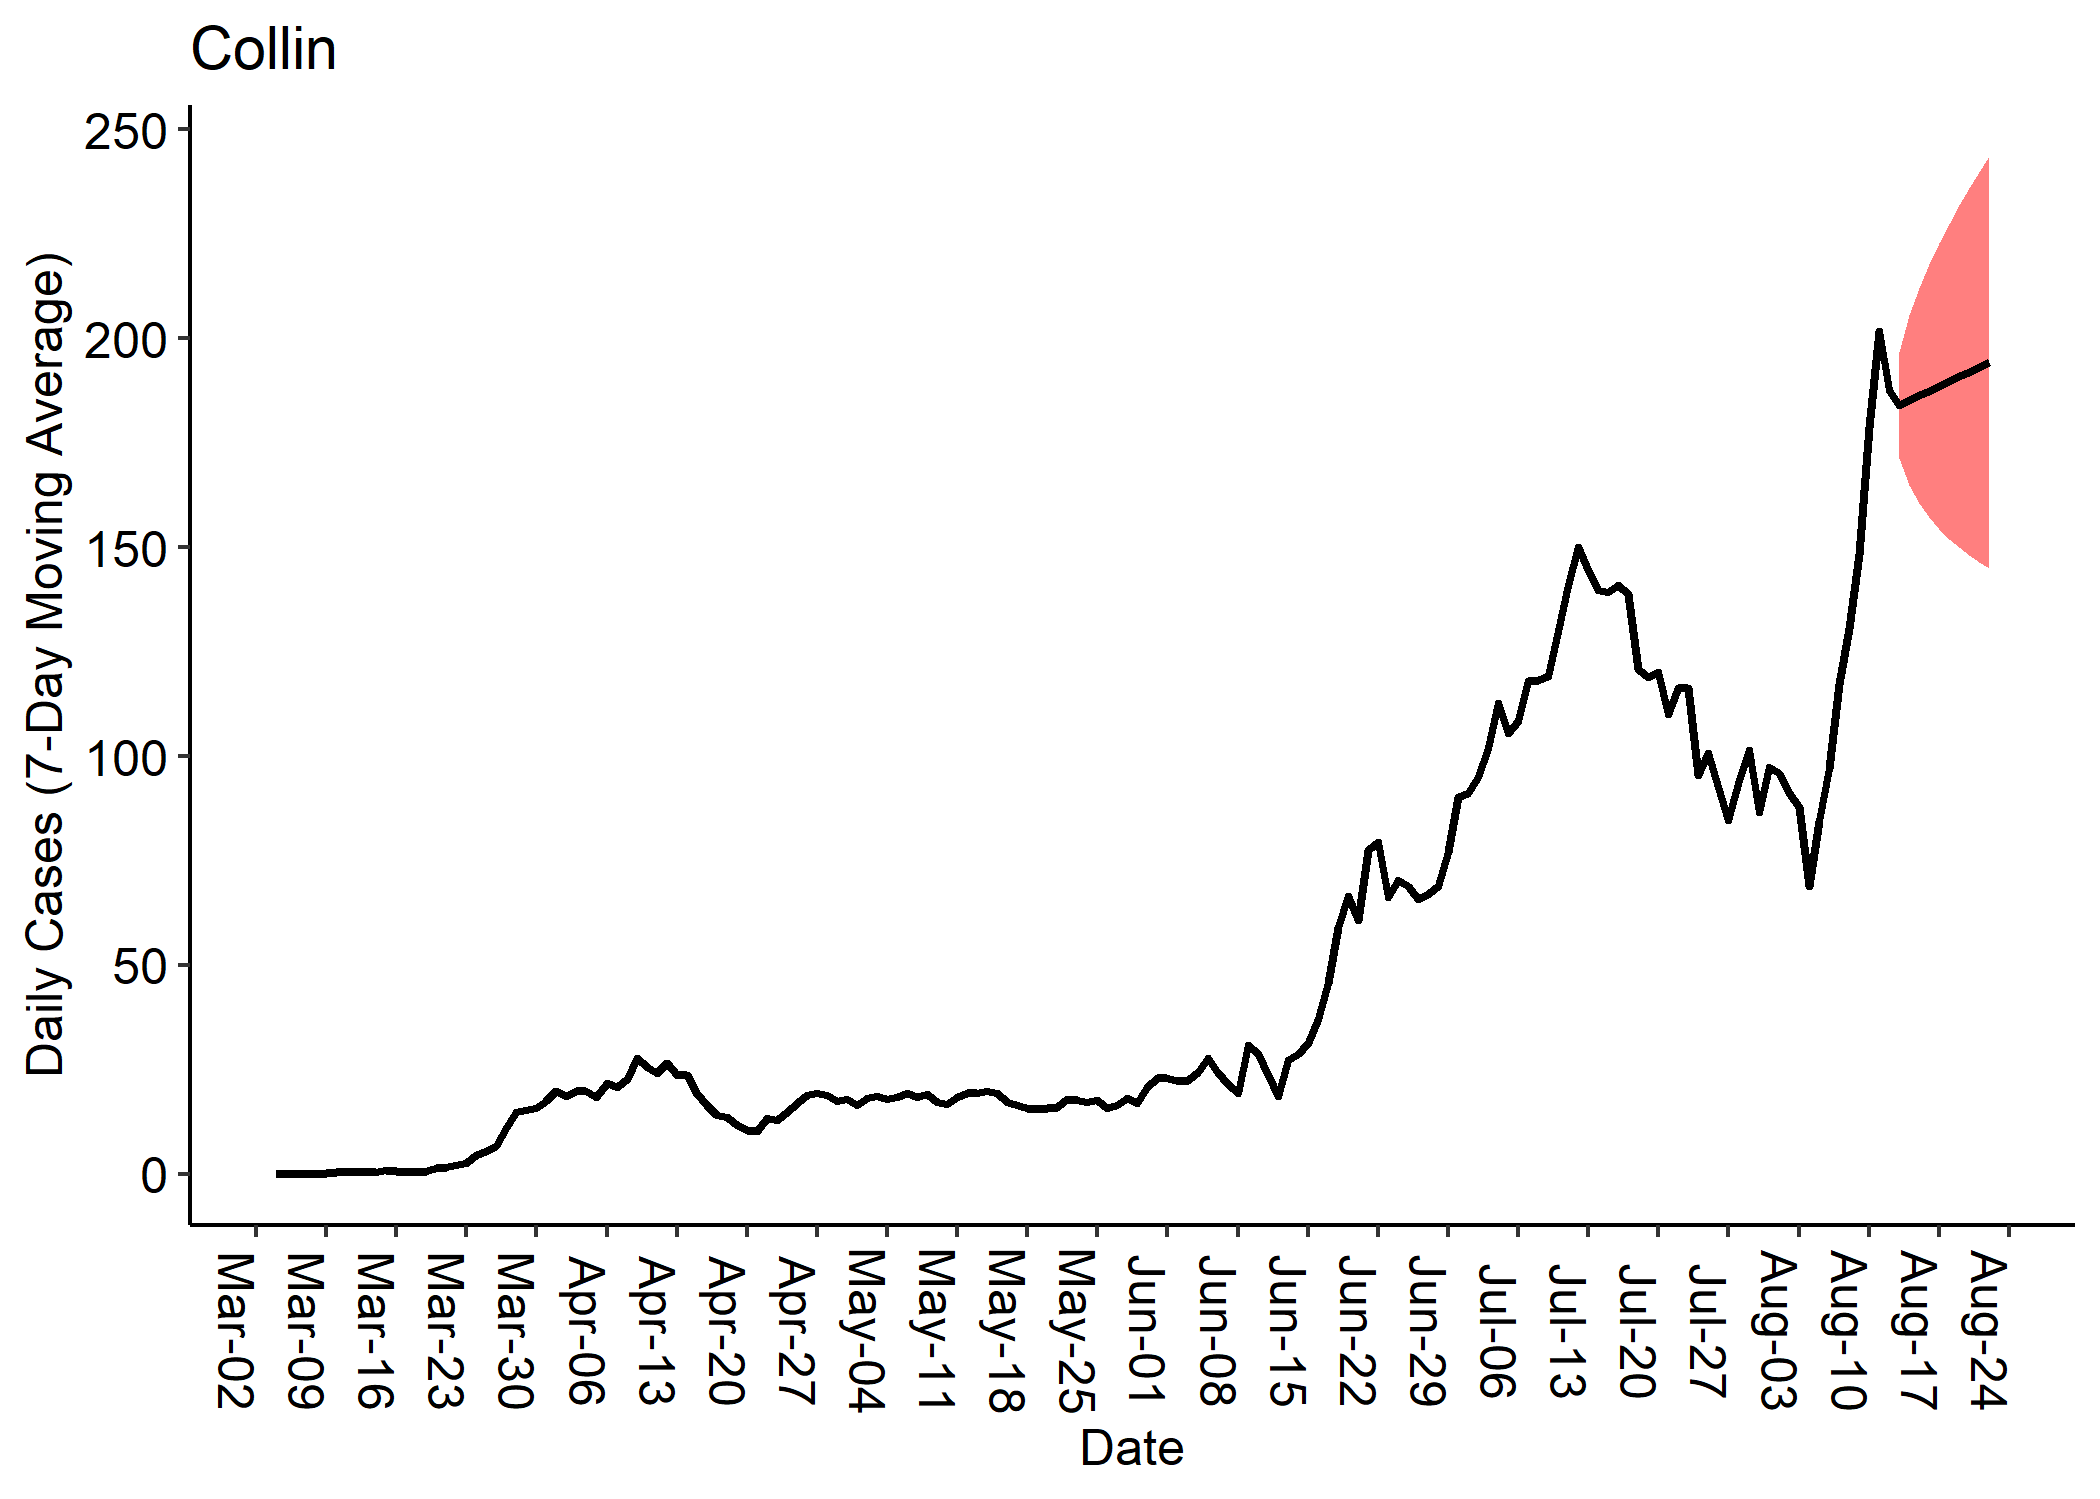 Collin
Daily Cases (7-Day Moving Average)
250
200
150
100
50
0
Mar-02
Mar-09
Mar-16
Mar-23
Mar-30
Apr-06
Apr-13
Apr-20
Apr-27
May-04
May-11
May-18
May-25
Jun-01
Jun-08
Jun-15
Jun-22
Jun-29
Jul-06
Jul-13
Jul-20
Jul-27
Aug-03
Aug-10
Aug-17
Aug-24
Date